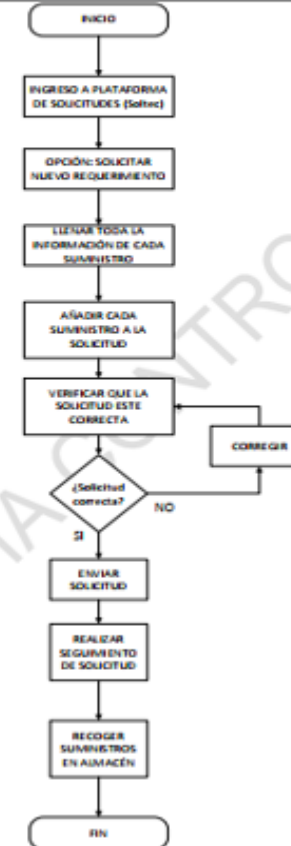 INICIO
INGRESO A PLATAFORMA
DE SOLICITUDES (Soltec)
OPCIÓN: SOLICITAR
NUEVO REQUERIMIENTO
LLENAR TODA LA
INFORMACIÓN DE CADA
SUMINISTRO
AÑADIR CADA
SUMINISTRO A LA
SOLICITUD
VERIFICAR QUE LA
SOLICITUD ESTE
CORRECTA
CORREGIR
¿Solicitud
correcta?
NO
SI
ENVIAR
SOLICITUD
REALIZAR
SEGUIMIENTO
DE SOLICITUD
RECOGER
SUMINISTROS
EN ALMACÉN
FIN